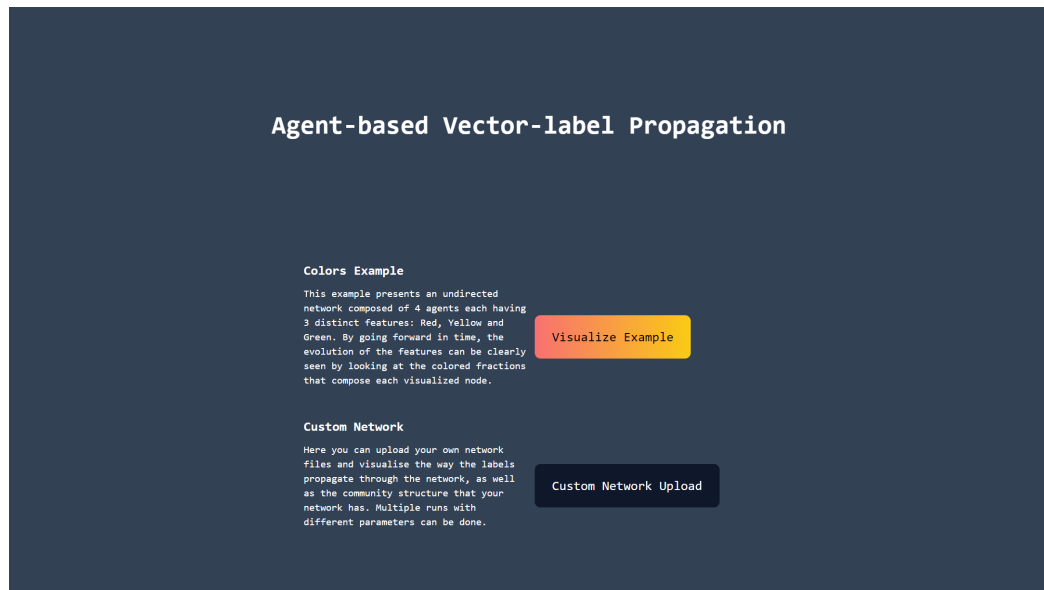 Agent-based Vector-label Propagation
Colors Example
This example presents an undirected
network composed of 4 agents each having
3 distinct features: Red, Yellow and
Green. By going forward in time, the
evolution of the features can be clearly
seen by looking at the colored fractions
that compose each visualized node.
Visualize Example
Custom Network
Here you can upload your own network
files and visualise the way the labels
propagate through the network, as well
as the community structure that your
network has. Multiple runs with
different parameters can be done.
Custom Network Upload